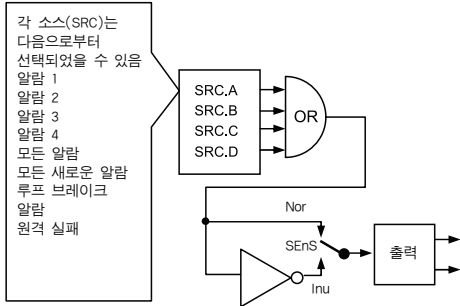 각 소스(SRC)는
다음으로부터
선택되었을 수 있음
알람 1
알람 2
알람 3
알람 4
모든 알람
모든 새로운 알람
루프 브레이크
알람
원격 실패
SRC.A
SRC.B
SRC.C
SRC.D
OR
Nor
SEnS
Inu
출력